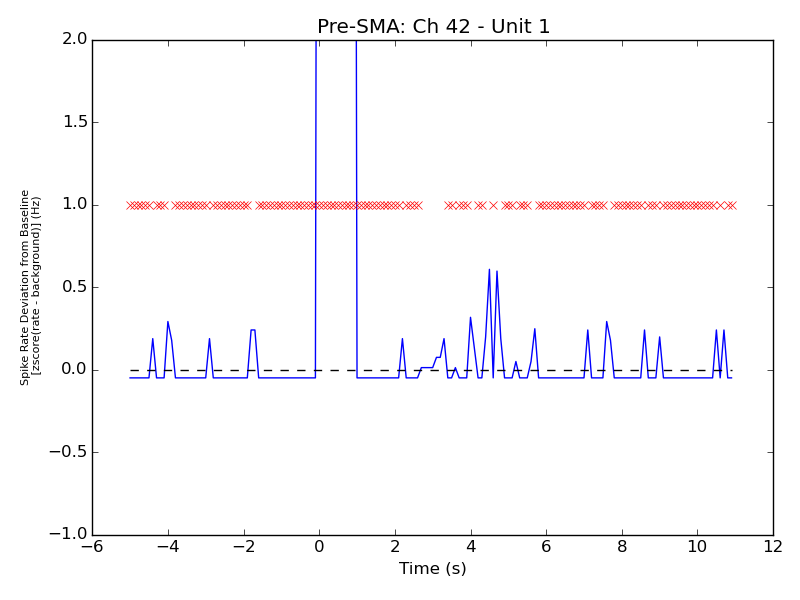 Pre-SMA: Ch 42 - Unit 1
2.0
1.5
1.0
0.5
0.0
−0.5
−1.0
Spike Rate Deviation from Baseline
[zscore(rate - background)] (Hz)
−6 −4 −2 0 2 4 6 8 10 12
Time (s)